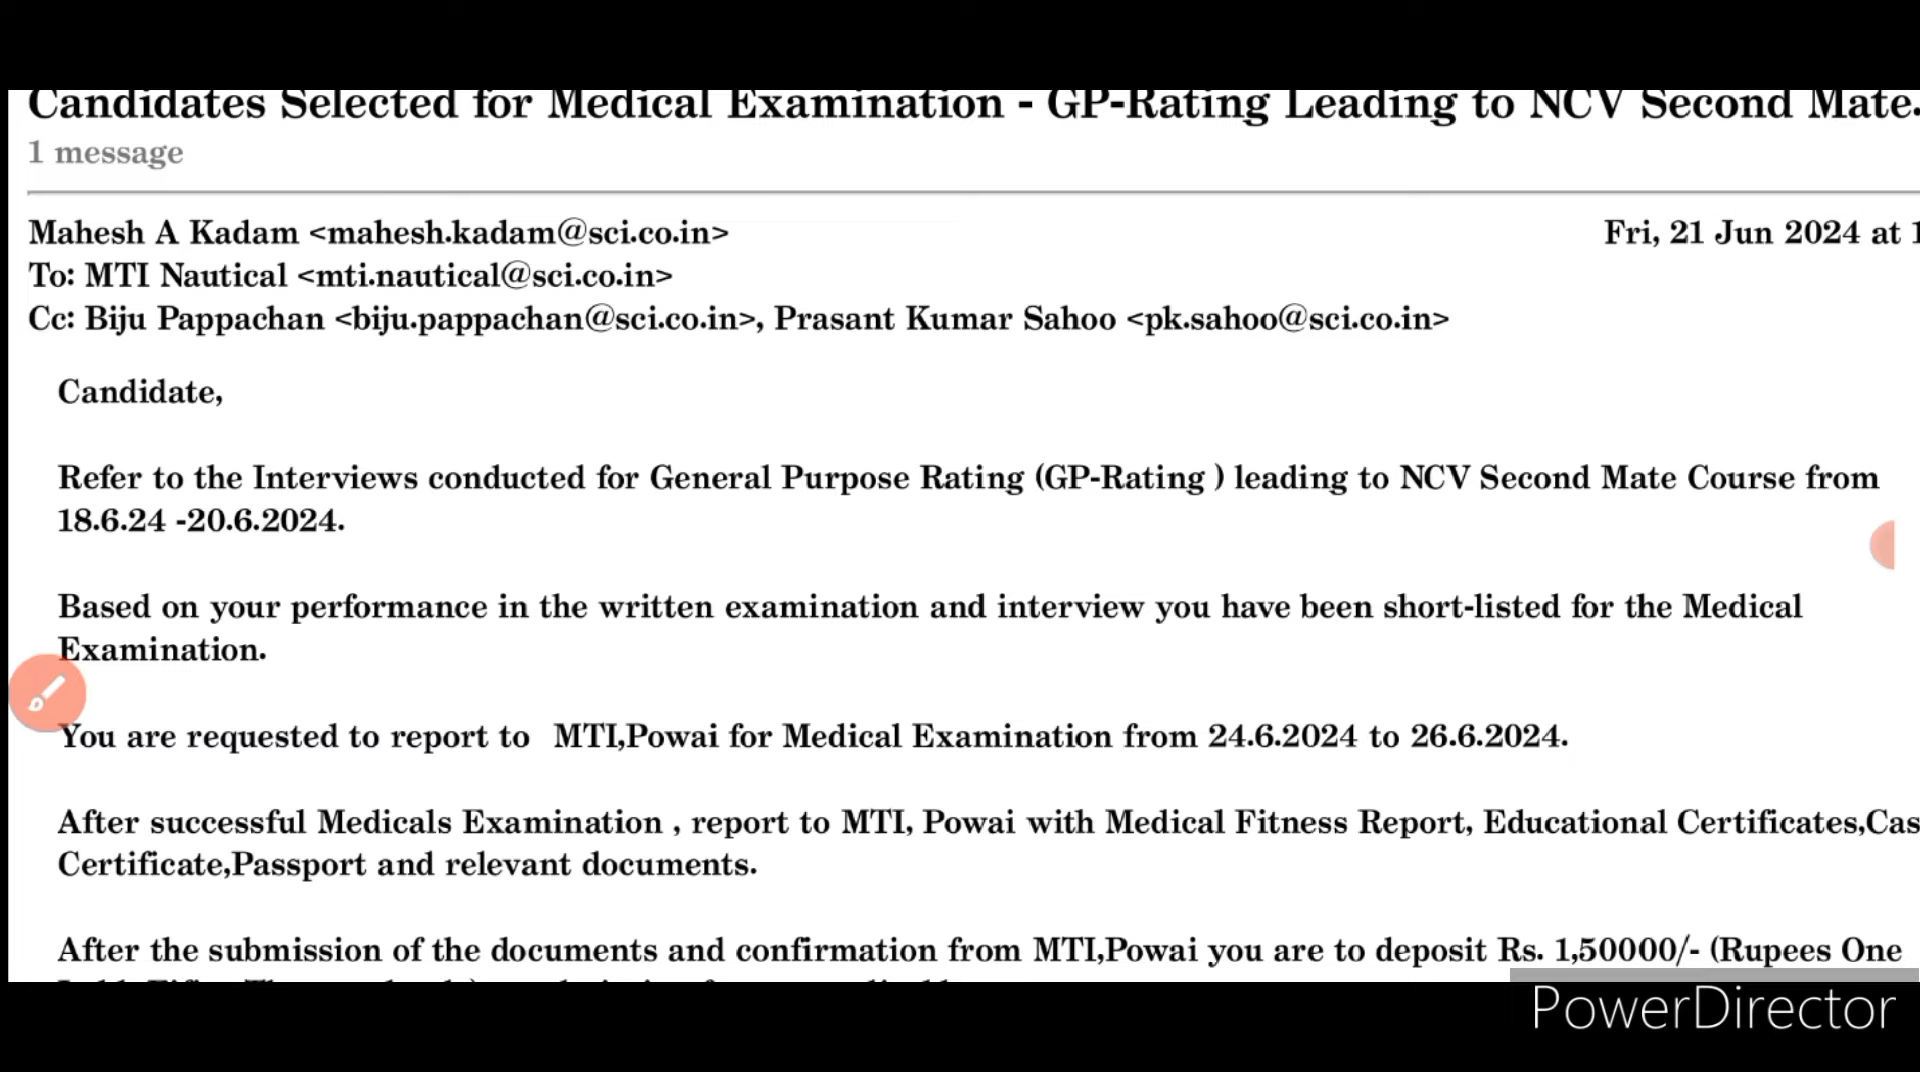 Candidates Selected for Medical Examination - GP-Rating Leading to NCV Second Mate.
1 message
Mahesh A Kadam <mahesh.kadam@sci.co.in>
Fri, 21 Jun 2024 at 1
To: MTI Nautical <mti.nautical@sci.co.in>
Cc: Biju Pappachan <biju.pappachan@sci.co.in>, Prasant Kumar Sahoo <pk.sahoo@sci.co.in>
Candidate,
Refer to the Interviews conducted for General Purpose Rating (GP-Rating ) leading to NCV Second Mate Course from
18.6.24 -20.6.2024.
Based on your performance in the written examination and interview you have been short-listed for the Medical
Examination.
You are requested to report to MTI,Powai for Medical Examination from 24.6.2024 to 26.6.2024.
After successful Medicals Examination , report to MTI, Powai with Medical Fitness Report, Educational Certificates,Cas
Certificate,Passport and relevant documents.
After the submission of the documents and confirmation from MTI,Powai you are to deposit Rs. 1,50000/- (Rupees One
PowerDirector